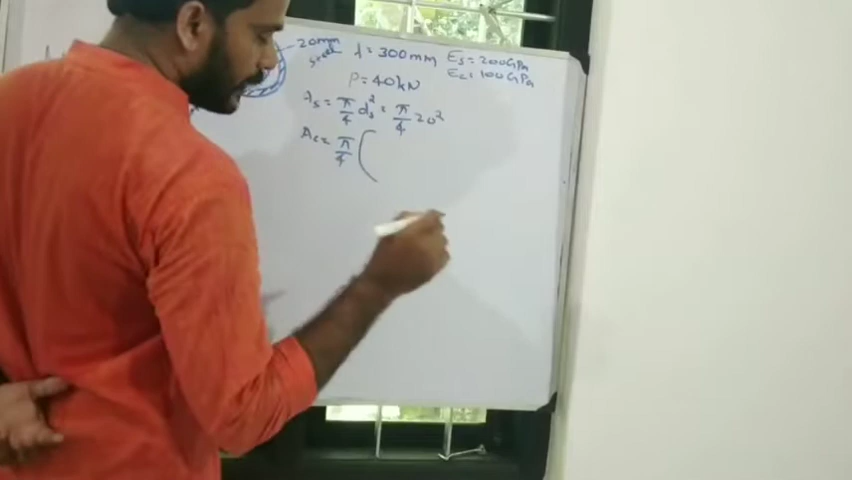 20mm
steel
l = 300mm
Es = 200GPa
Ec = 100GPa
P = 40kN
As = π/4 ds² = π/4 20²
Ac = π/4 (